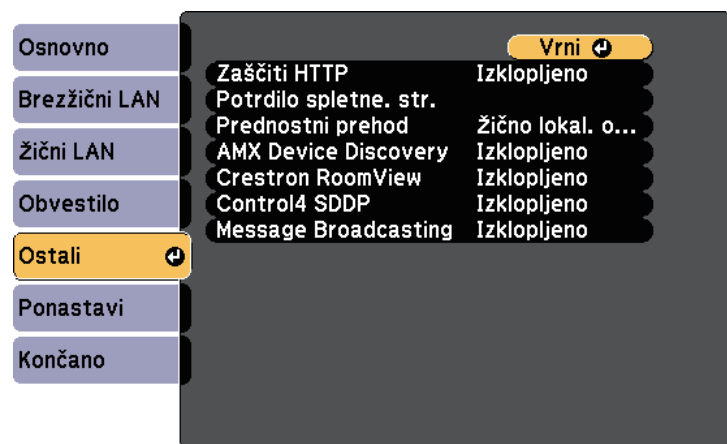 Osnovno
Brezžični LAN
Žični LAN
Obvestilo
Ostali
Ponastavi
Končano
Vrni
Zaščiti HTTP Izklopljeno
Potrdilo spletne. str.
Prednostni prehod Žično lokal. o...
AMX Device Discovery Izklopljeno
Crestron RoomView Izklopljeno
Control4 SDDP Izklopljeno
Message Broadcasting Izklopljeno